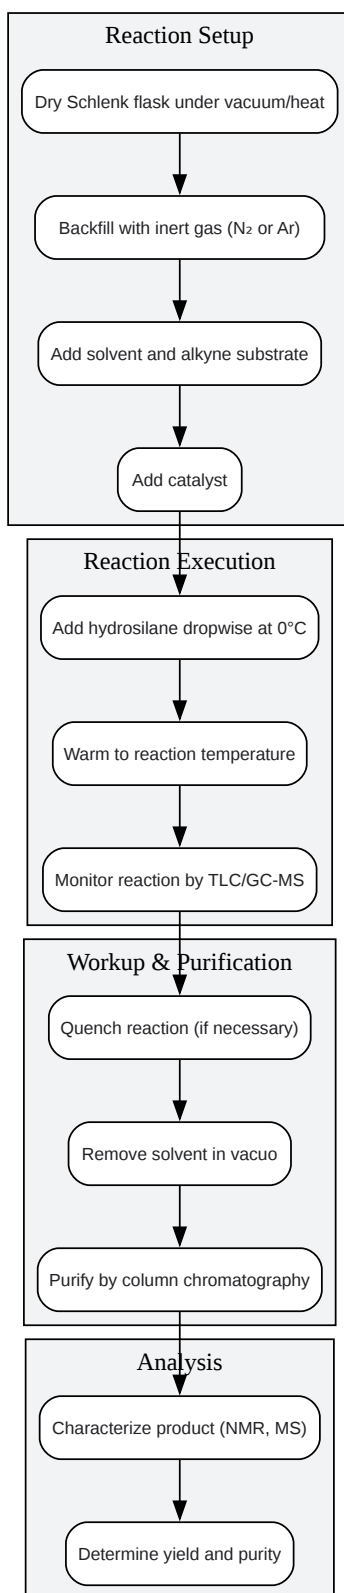 Reaction Setup
Dry Schlenk flask under vacuum/heat
Backfill with inert gas (N₂ or Ar)
Add solvent and alkyne substrate
Add catalyst
Reaction Execution
Add hydrosilane dropwise at 0°C
Warm to reaction temperature
Monitor reaction by TLC/GC-MS
Workup & Purification
Quench reaction (if necessary)
Remove solvent in vacuo
Purify by column chromatography
Analysis
Characterize product (NMR, MS)
Determine yield and purity